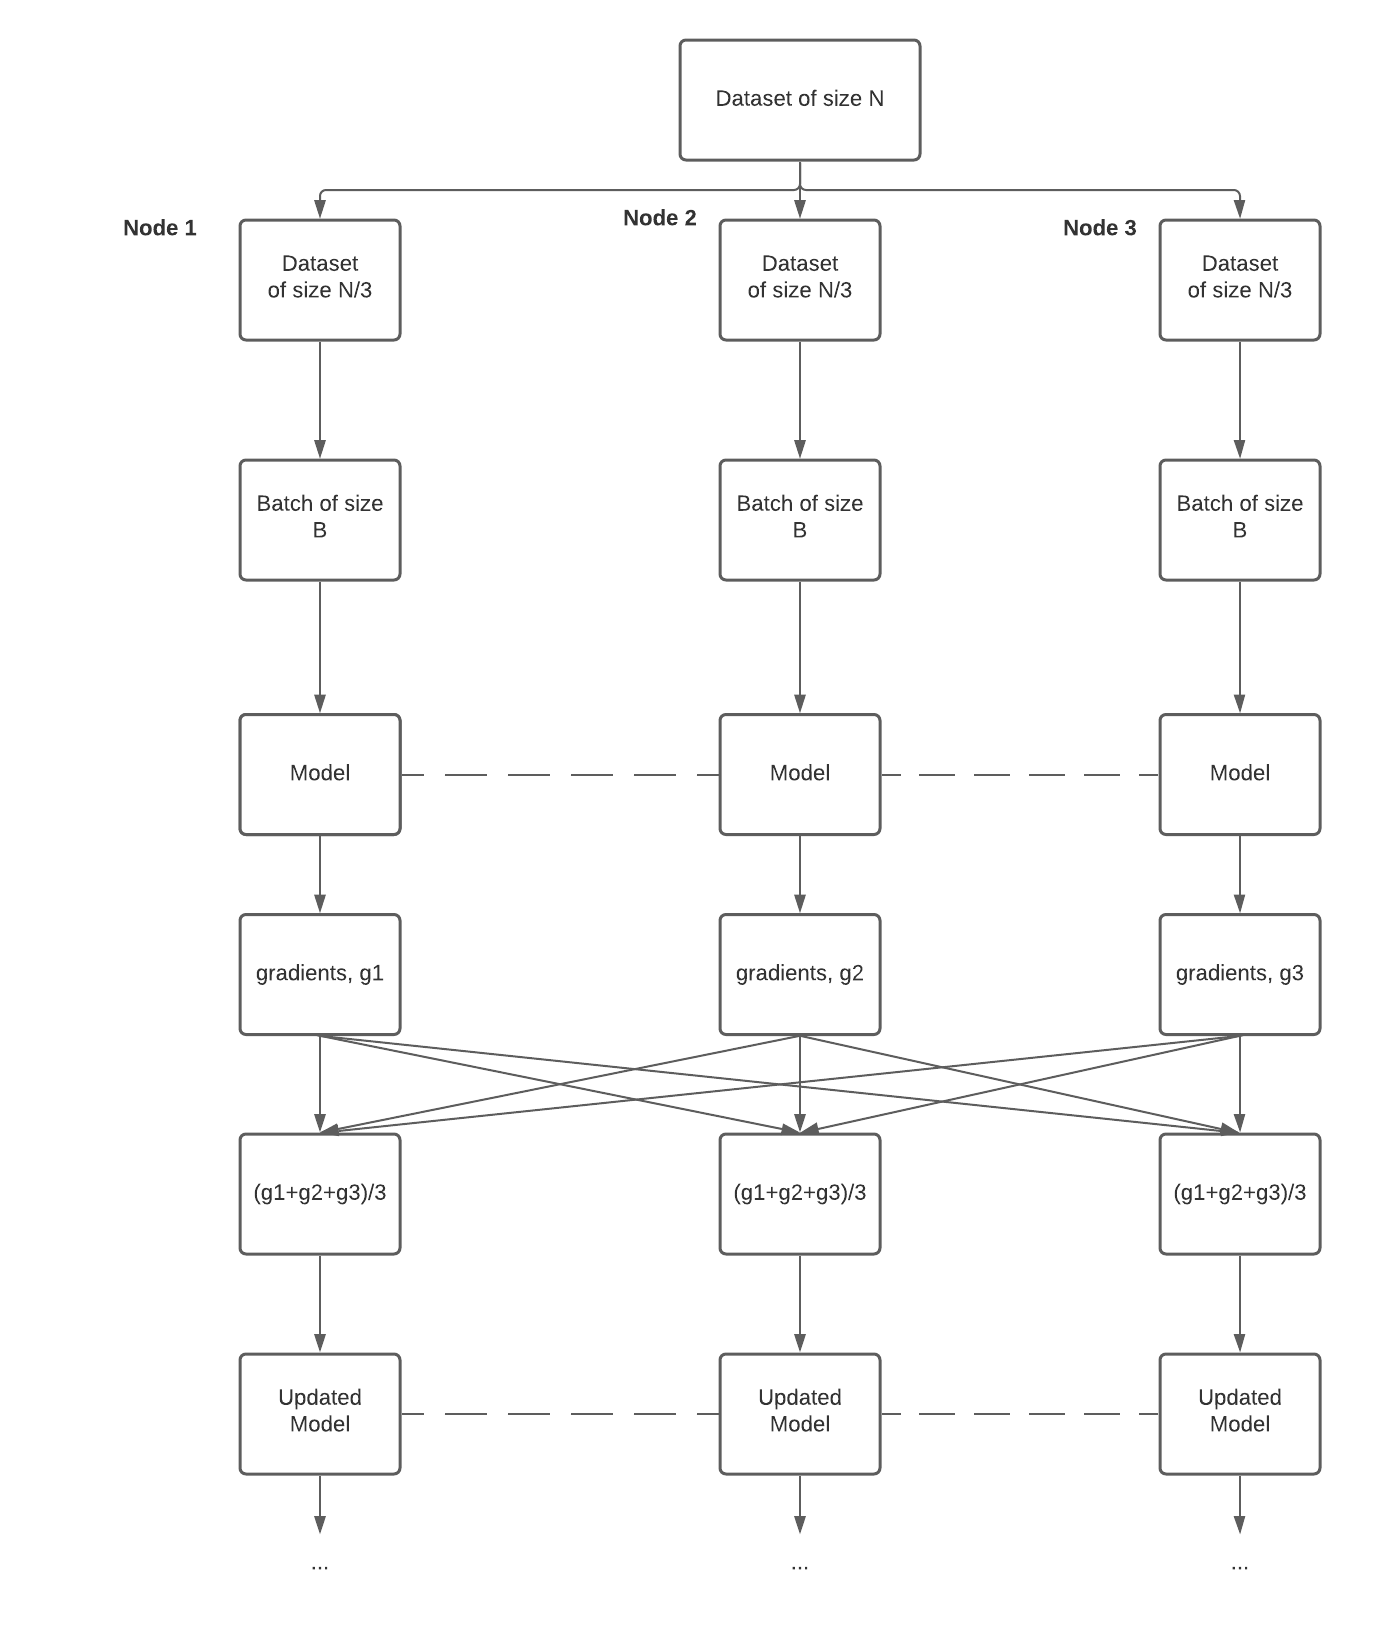 Dataset of size N
Node 1
Node 2
Node 3
Dataset
of size N/3
Dataset
of size N/3
Dataset
of size N/3
Batch of size
B
Batch of size
B
Batch of size
B
Model
Model
Model
gradients, g1
gradients, g2
gradients, g3
(g1+g2+g3)/3
(g1+g2+g3)/3
(g1+g2+g3)/3
Updated
Model
Updated
Model
Updated
Model
...
...
...